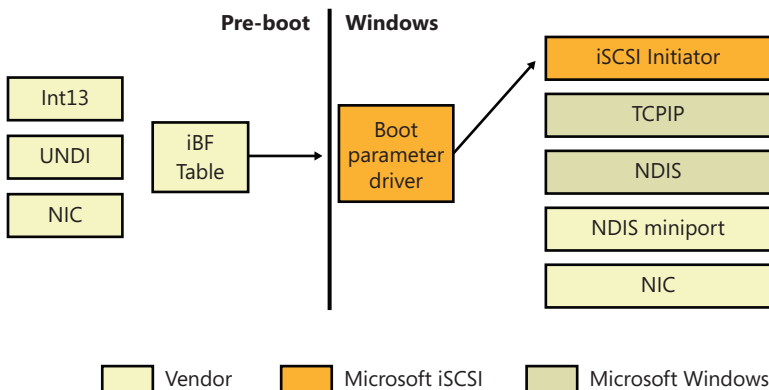 Pre-boot
Windows
Int13
UNDI
NIC
iBF
Table
Boot
parameter
driver
iSCSI Initiator
TCPIP
NDIS
NDIS miniport
NIC
Vendor
Microsoft iSCSI
Microsoft Windows